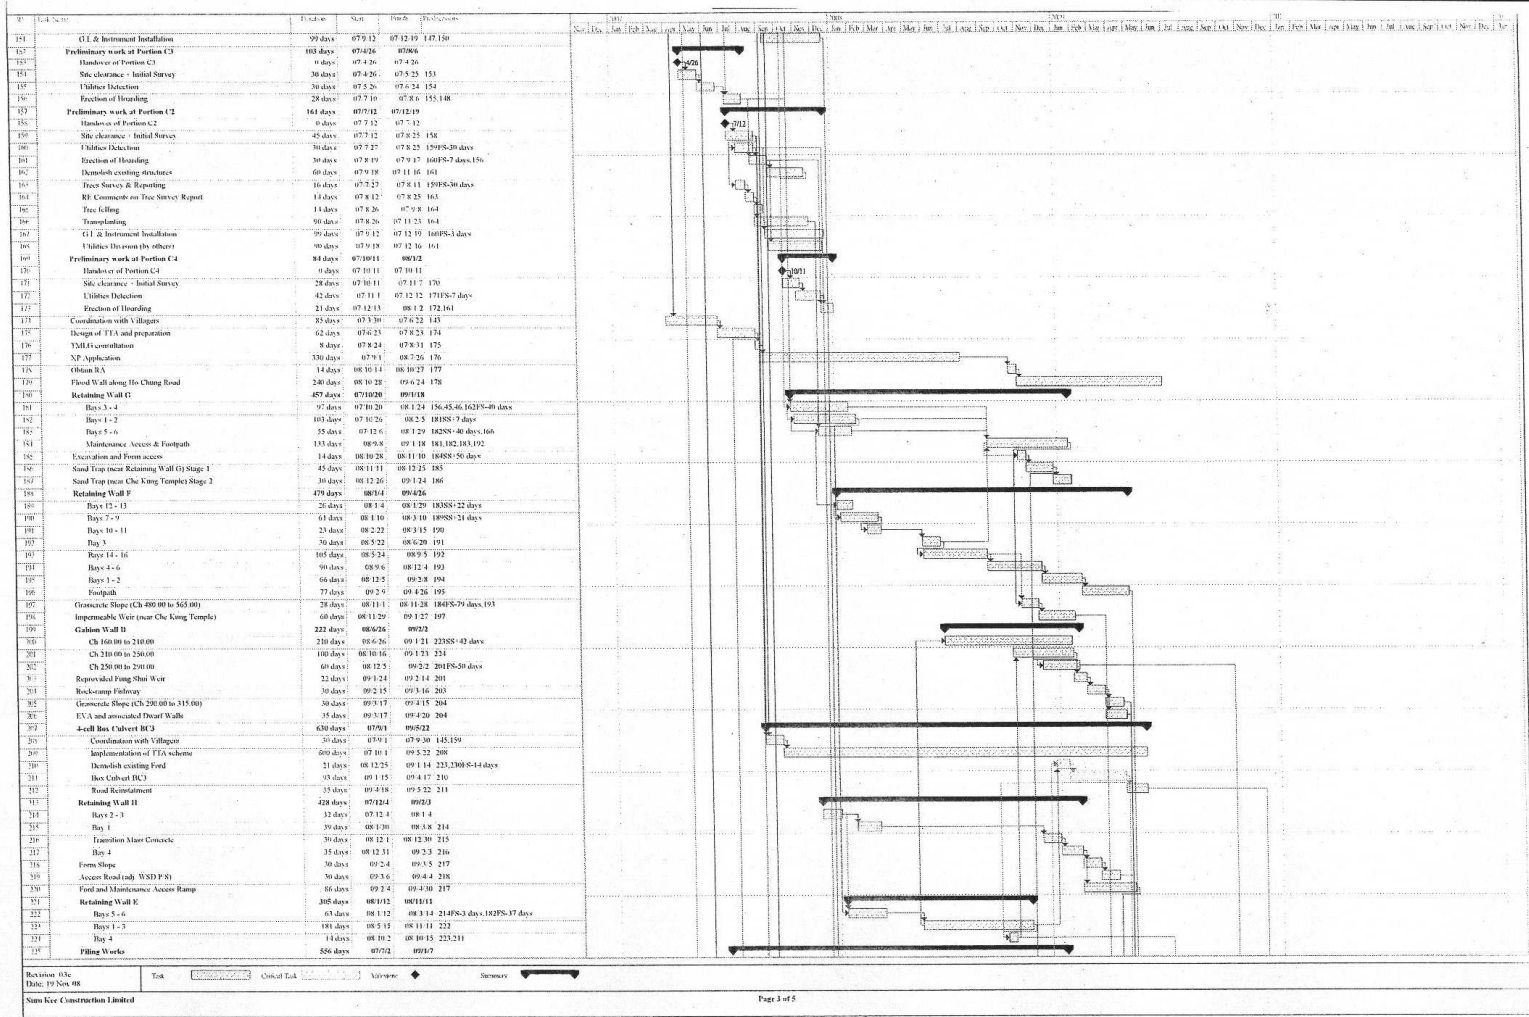 ID Task Name Duration Start Finish Predecessors
2007 2008 2009
151 G.I. & Instrument Installation 99 days 07/9/12 07/12/19 147,150
152 Preliminary work at Portion C3 103 days 07/4/26 07/8/6
153 Handover of Portion C3 0 days 07/4/26 07/4/26 4/26
154 Site clearance + Initial Survey 30 days 07/4/26 07/5/25 153
155 Utilities Detection 30 days 07/5/26 07/6/24 154
156 Erection of Hoarding 28 days 07/7/10 07/8/6 155,148
157 Preliminary work at Portion C2 161 days 07/7/12 07/12/19
158 Handover of Portion C2 0 days 07/7/12 07/7/12 7/12
159 Site clearance + Initial Survey 45 days 07/7/12 07/8/25 158
160 Utilities Detection 30 days 07/7/27 07/8/25 159FS-30 days
161 Erection of Hoarding 30 days 07/8/19 07/9/17 160FS-7 days,156
162 Demolish existing structures 60 days 07/9/18 07/11/16 161
163 Trees Survey & Reporting 16 days 07/7/27 07/8/11 159FS-30 days
164 RE Comments on Tree Survey Report 14 days 07/8/12 07/8/25 163
165 Tree felling 14 days 07/8/26 07/9/8 164
166 Transplanting 90 days 07/8/26 07/11/23 164
167 G.I. & Instrument Installation 99 days 07/9/12 07/12/19 160FS-3 days
168 Utilities Division (by others) 90 days 07/9/18 07/12/16 161
169 Preliminary work at Portion C4 84 days 07/10/11 08/1/2
170 Handover of Portion C4 0 days 07/10/11 07/10/11 10/11
171 Site clearance + Initial Survey 28 days 07/10/11 07/11/7 170
172 Utilities Detection 42 days 07/11/1 07/12/12 171FS-7 days
173 Erection of Hoarding 21 days 07/12/13 08/1/2 172,161
174 Coordination with Villagers 85 days 07/3/30 07/6/22 143
175 Design of TTA and preparation 62 days 07/6/23 07/8/23 174
176 TMLG consultation 8 days 07/8/24 07/8/31 175
177 XP Application 330 days 07/9/1 08/7/26 176
178 Obtain RA 14 days 08/10/14 08/10/27 177
179 Flood Wall along Ho Chung Road 240 days 08/10/28 09/6/24 178
180 Retaining Wall G 457 days 07/10/20 09/1/18
181 Bays 3 - 4 97 days 07/10/20 08/1/24 156,45,46,162FS-40 days
182 Bays 1 - 2 103 days 07/10/26 08/2/5 181SS+7 days
183 Bays 5 - 6 55 days 07/12/6 08/1/29 182SS+40 days,166
184 Maintenance Access & Footpath 133 days 08/9/8 09/1/18 181,182,183,192
185 Excavation and Form access 14 days 08/10/28 08/11/10 184SS+50 days
186 Sand Trap (near Retaining Wall G) Stage 1 45 days 08/11/11 08/12/25 185
187 Sand Trap (near Che Kung Temple) Stage 2 30 days 08/12/26 09/1/24 186
188 Retaining Wall F 479 days 08/1/4 09/4/26
189 Bays 12 - 13 26 days 08/1/4 08/1/29 183SS+22 days
190 Bays 7 - 9 61 days 08/1/10 08/3/10 189SS+21 days
191 Bays 10 - 11 23 days 08/2/22 08/3/15 190
192 Bay 3 30 days 08/5/22 08/6/20 191
193 Bays 14 - 16 105 days 08/5/24 08/9/5 192
194 Bays 4 - 6 90 days 08/9/6 08/12/4 193
195 Bays 1 - 2 66 days 08/12/5 09/2/8 194
196 Footpath 77 days 09/2/9 09/4/26 195
197 Grasscrete Slope (Ch 480.00 to 565.00) 28 days 08/11/1 08/11/28 184FS-79 days,193
198 Impermeable Weir (near Che Kung Temple) 60 days 08/11/29 09/1/27 197
199 Gabion Wall B 222 days 08/6/26 09/2/2
200 Ch 160.00 to 210.00 210 days 08/6/26 09/1/21 223SS+42 days
201 Ch 210.00 to 250.00 100 days 08/10/16 09/1/23 224
202 Ch 250.00 to 290.00 60 days 08/12/5 09/2/2 201FS-50 days
203 Reprovided Fung Shui Weir 22 days 09/1/24 09/2/14 201
204 Rock-ramp Fishway 30 days 09/2/15 09/3/16 203
205 Grasscrete Slope (Ch 290.00 to 315.00) 30 days 09/3/17 09/4/15 204
206 EVA and associated Dwarf Walls 35 days 09/3/17 09/4/20 204
207 4-cell Box Culvert BC3 630 days 07/9/1 09/5/22
208 Coordination with Villagers 30 days 07/9/1 07/9/30 145,159
209 Implementation of TTA scheme 600 days 07/10/1 09/5/22 208
210 Demolish existing Ford 21 days 08/12/25 09/1/14 223,230FS-14 days
211 Box Culvert BC3 93 days 09/1/15 09/4/17 210
212 Road Reinstatment 35 days 09/4/18 09/5/22 211
213 Retaining Wall H 428 days 07/12/4 09/2/3
214 Bays 2 - 3 32 days 07/12/4 08/1/4
215 Bay 1 39 days 08/1/30 08/3/8 214
216 Transition Mass Concrete 30 days 08/12/1 08/12/30 215
217 Bay 4 35 days 08/12/31 09/2/3 216
218 Form Slope 30 days 09/2/4 09/3/5 217
219 Access Road (adj. WSD P.S) 30 days 09/3/6 09/4/4 218
220 Ford and Maintenance Access Ramp 86 days 09/2/4 09/4/30 217
221 Retaining Wall E 305 days 08/1/12 08/11/11
222 Bays 5 - 6 63 days 08/1/12 08/3/14 214FS-3 days,182FS-37 days
223 Bays 1 - 3 181 days 08/5/15 08/11/11 222
224 Bay 4 14 days 08/10/2 08/10/15 223,211
225 Piling Works 556 days 07/7/2 09/1/7
Revision 03c
Date: 19 Nov 08
Task Critical Task Milestone Summary
Sum Kee Construction Limited
Page 3 of 5